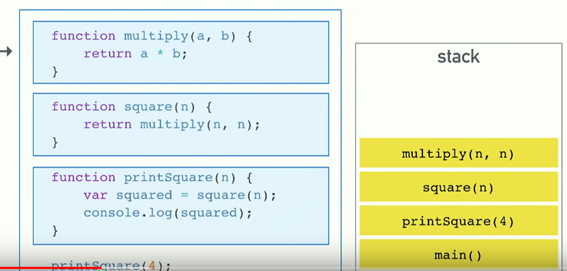 function multiply(a, b) {
    return a * b;
}
function square(n) {
    return multiply(n, n);
}
function printSquare(n) {
    var squared = square(n);
    console.log(squared);
}
printSquare(4);
stack
multiply(n, n)
square(n)
printSquare(4)
main()